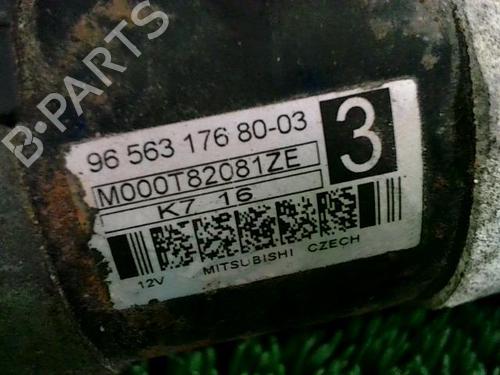 B-Parts
96 563 176 80-03
3
M000T82081ZE
K7 16
12V MITSUBISHI CZECH